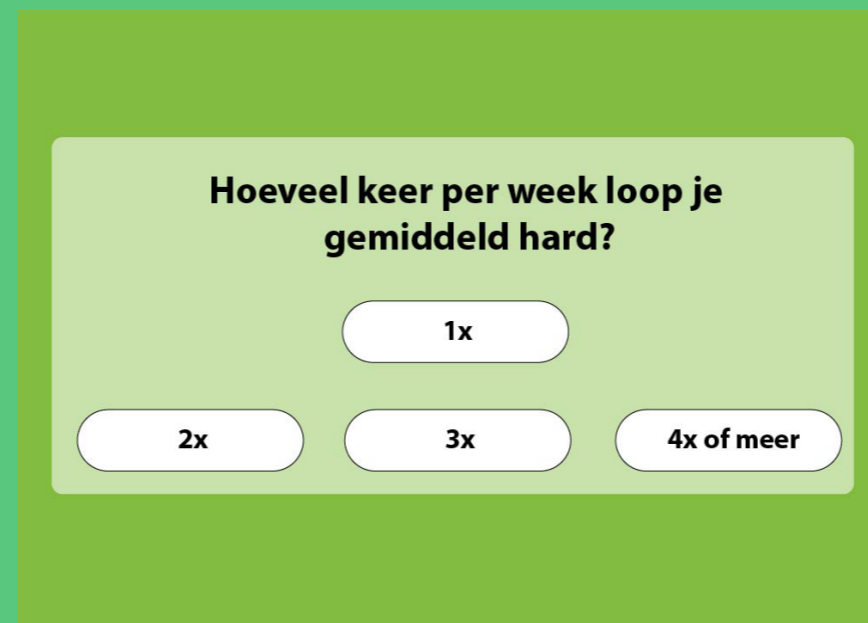 Hoeveel keer per week loop je
gemiddeld hard?
1x
2x
3x
4x of meer